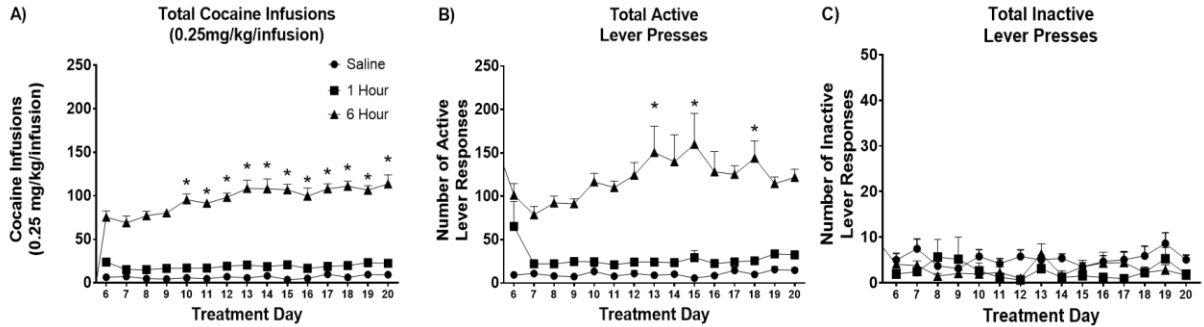 A)
Total Cocaine Infusions
(0.25mg/kg/infusion)
Cocaine Infusions
(0.25 mg/kg/infusion)
250
200
150
100
50
0
Saline
1 Hour
6 Hour
* * * * * * * * * * *
6 7 8 9 10 11 12 13 14 15 16 17 18 19 20
Treatment Day
B)
Total Active
Lever Presses
Number of Active
Lever Responses
250
200
150
100
50
0
* * *
6 7 8 9 10 11 12 13 14 15 16 17 18 19 20
Treatment Day
C)
Total Inactive
Lever Presses
Number of Inactive
Lever Responses
50
40
30
20
10
0
6 7 8 9 10 11 12 13 14 15 16 17 18 19 20
Treatment Day